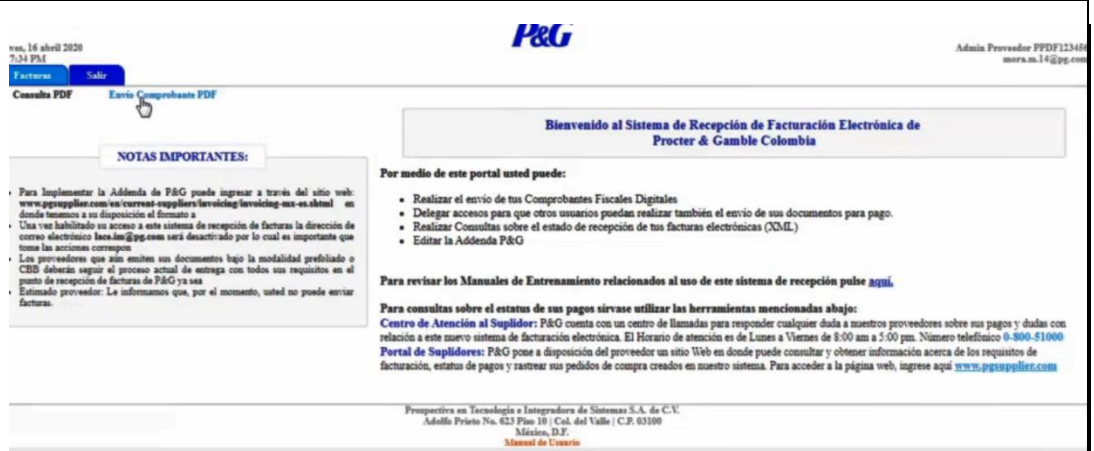 P&G
ves, 16 abril 2020
7:34 PM
Admin Proveedor PPDF123456
mora.m.14@pg.com
Facturas
Salir
Consulta PDF
Envío Comprobante PDF
NOTAS IMPORTANTES:
Para Implementar la Addenda de P&G puede ingresar a través del sitio web:
www.pgsupplier.com/en/current-suppliers/invoicing/invoicing-mx-es.shtml en
donde tenemos a su disposición el formato a
Una vez habilitado su acceso a este sistema de recepción de facturas la dirección de
correo electrónico lace.im@pg.com será desactivado por lo cual es importante que
tome las acciones correspon
Los proveedores que aún emiten sus documentos bajo la modalidad prefoliado o
CBB deberán seguir el proceso actual de entrega con todos sus requisitos en el
punto de recepción de facturas de P&G ya sea
Estimado proveedor: Le informamos que, por el momento, usted no puede enviar
facturas.
Bienvenido al Sistema de Recepción de Facturación Electrónica de
Procter & Gamble Colombia
Por medio de este portal usted puede:
Realizar el envío de tus Comprobantes Fiscales Digitales
Delegar accesos para que otros usuarios puedan realizar también el envío de sus documentos para pago.
Realizar Consultas sobre el estado de recepción de tus facturas electrónicas (XML)
Editar la Addenda P&G
Para revisar los Manuales de Entrenamiento relacionados al uso de este sistema de recepción pulse aquí.
Para consultas sobre el estatus de sus pagos sírvase utilizar las herramientas mencionadas abajo:
Centro de Atención al Suplidor: P&G cuenta con un centro de llamadas para responder cualquier duda a nuestros proveedores sobre sus pagos y dudas con
relación a este nuevo sistema de facturación electrónica. El Horario de atención es de Lunes a Viernes de 8:00 am a 5:00 pm. Número telefónico 0-800-51000
Portal de Suplidores: P&G pone a disposición del proveedor un sitio Web en donde puede consultar y obtener información acerca de los requisitos de
facturación, estatus de pagos y rastrear sus pedidos de compra creados en nuestro sistema. Para acceder a la página web, ingrese aquí www.pgsupplier.com
Prospectiva en Tecnología e Integradora de Sistemas S.A. de C.V.
Adolfo Prieto No. 623 Piso 10 | Col. del Valle | C.P. 03100
México, D.F.
Manual de Usuario